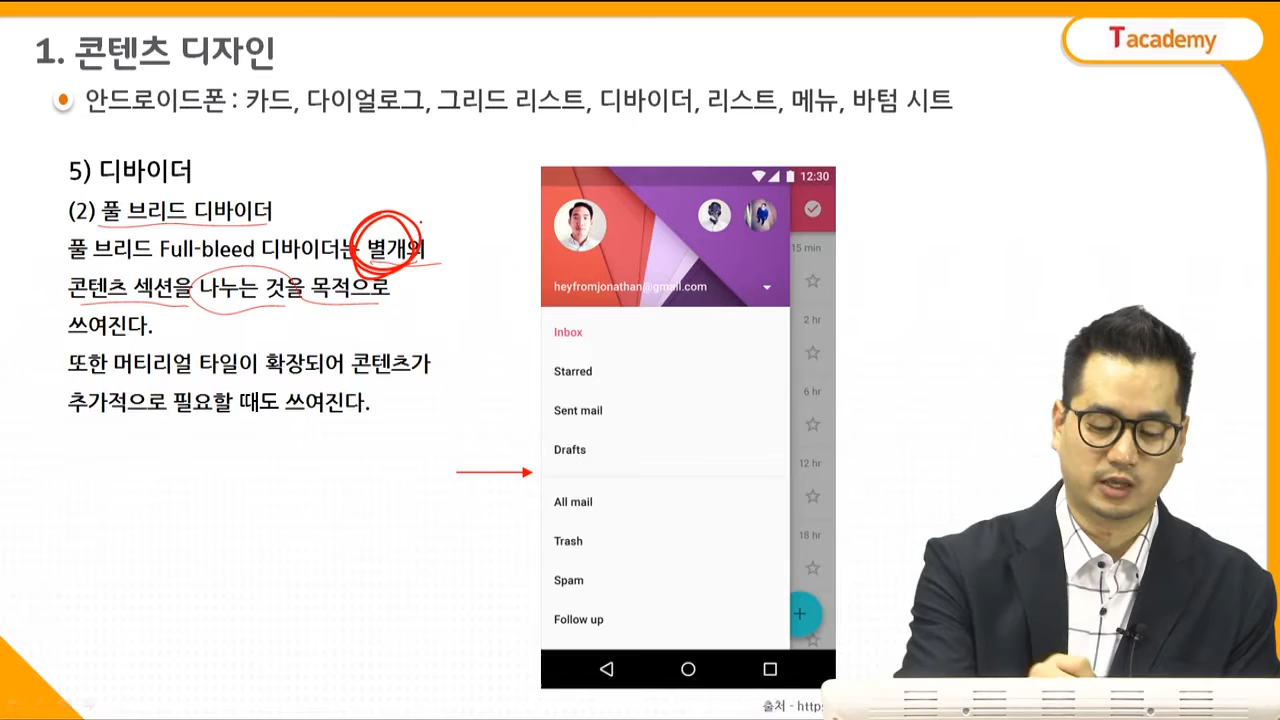 1. 콘텐츠 디자인
Tacademy
안드로이드폰 : 카드, 다이얼로그, 그리드 리스트, 디바이더, 리스트, 메뉴, 바텀 시트
5) 디바이더
(2) 풀 브리드 디바이더
풀 브리드 Full-bleed 디바이더는 별개의
콘텐츠 섹션을 나누는 것을 목적으로
쓰여진다.
또한 머티리얼 타일이 확장되어 콘텐츠가
추가적으로 필요할 때도 쓰여진다.
12:30
15 min
heyfromjonathan@gmail.com
2 hr
Inbox
Starred
6 hr
Sent mail
Drafts
12 hr
All mail
18 hr
Trash
Spam
Follow up
출처 - https